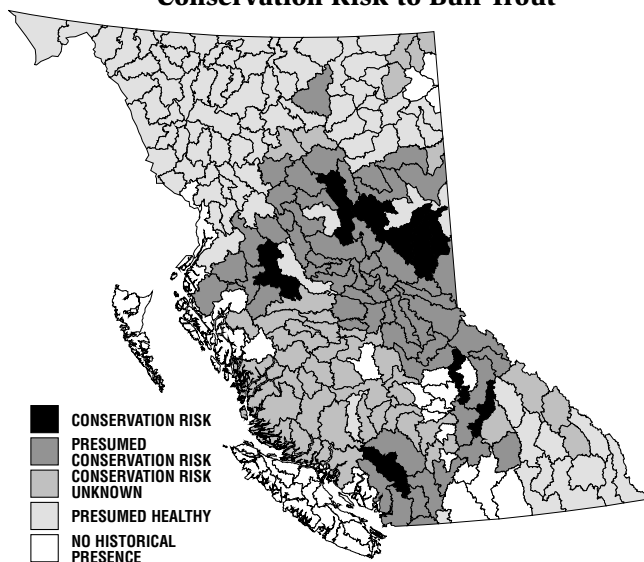 Conservation Risk to Bull Trout
CONSERVATION RISK
PRESUMED
CONSERVATION RISK
CONSERVATION RISK
UNKNOWN
PRESUMED HEALTHY
NO HISTORICAL
PRESENCE